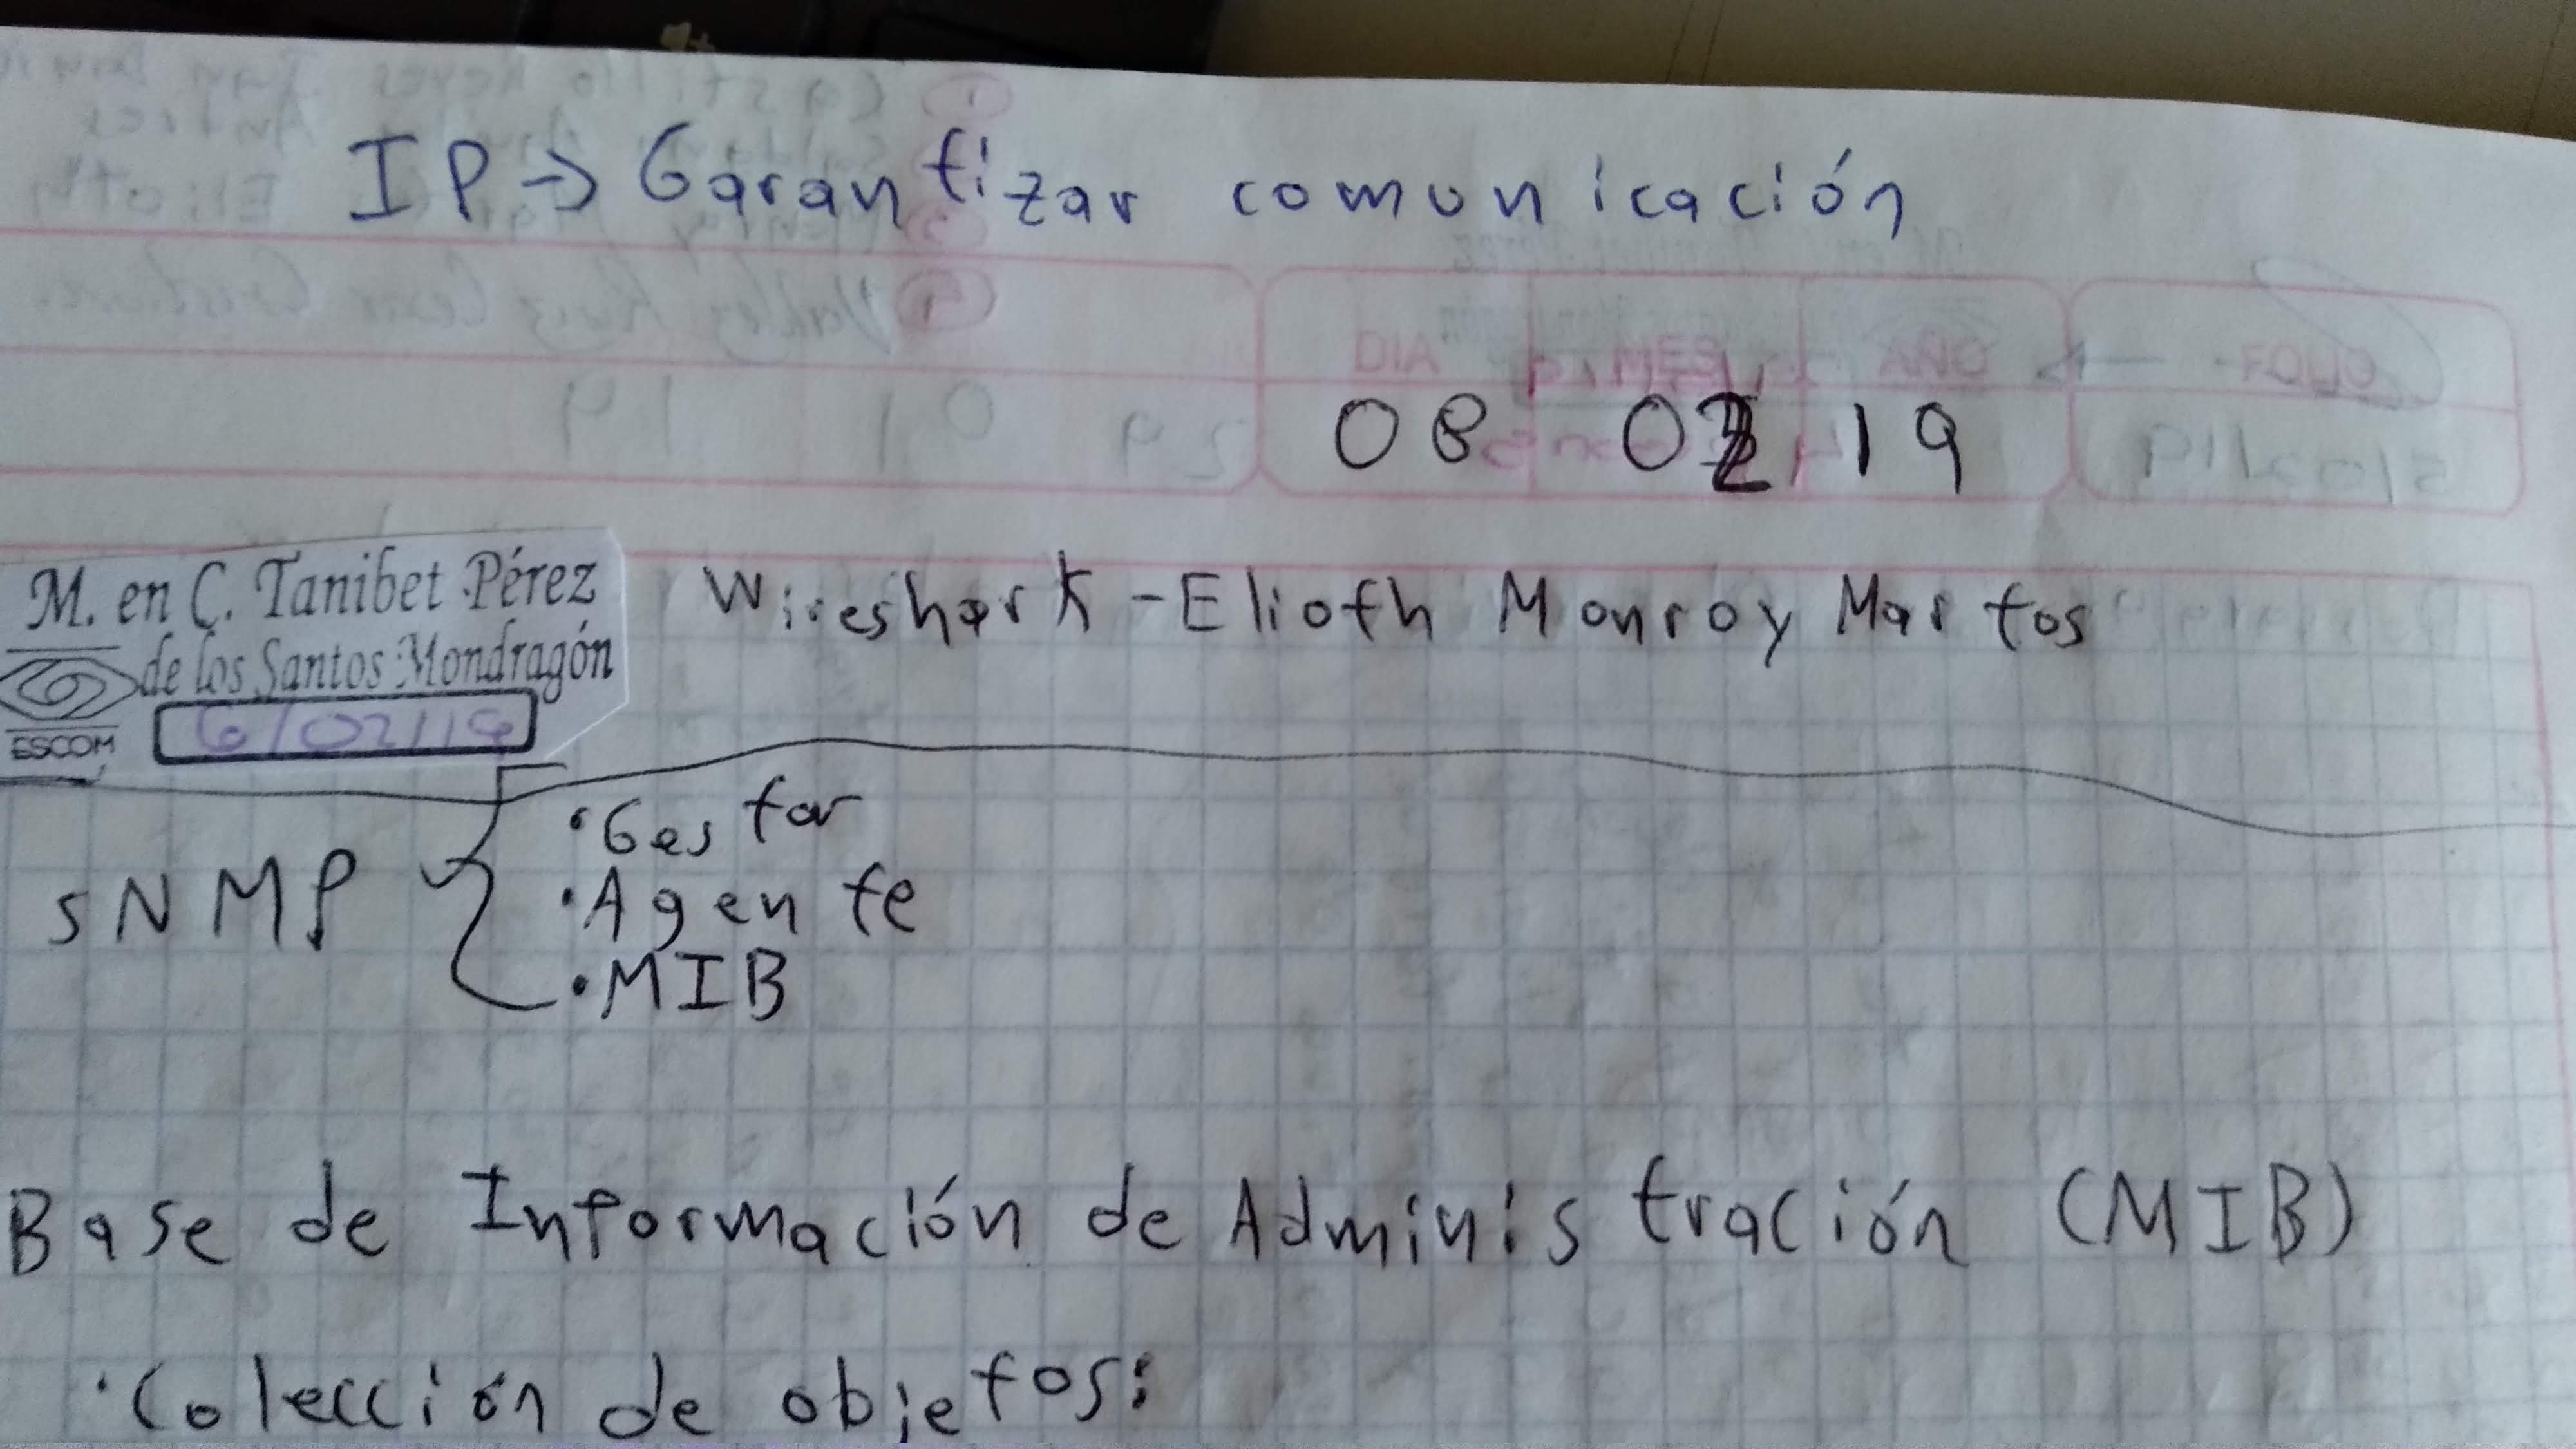 IP → Garantizar comunicación
DIA MES AÑO FOLIO
08 02 19
M. en C. Tanibet Pérez
de los Santos Mondragón
6/02/19
ESCOM
Wireshark - Elioth Monroy Martos
SNMP
• Gestor
• Agente
• MIB
Base de Información de Administración (MIB)
• Colección de objetos: